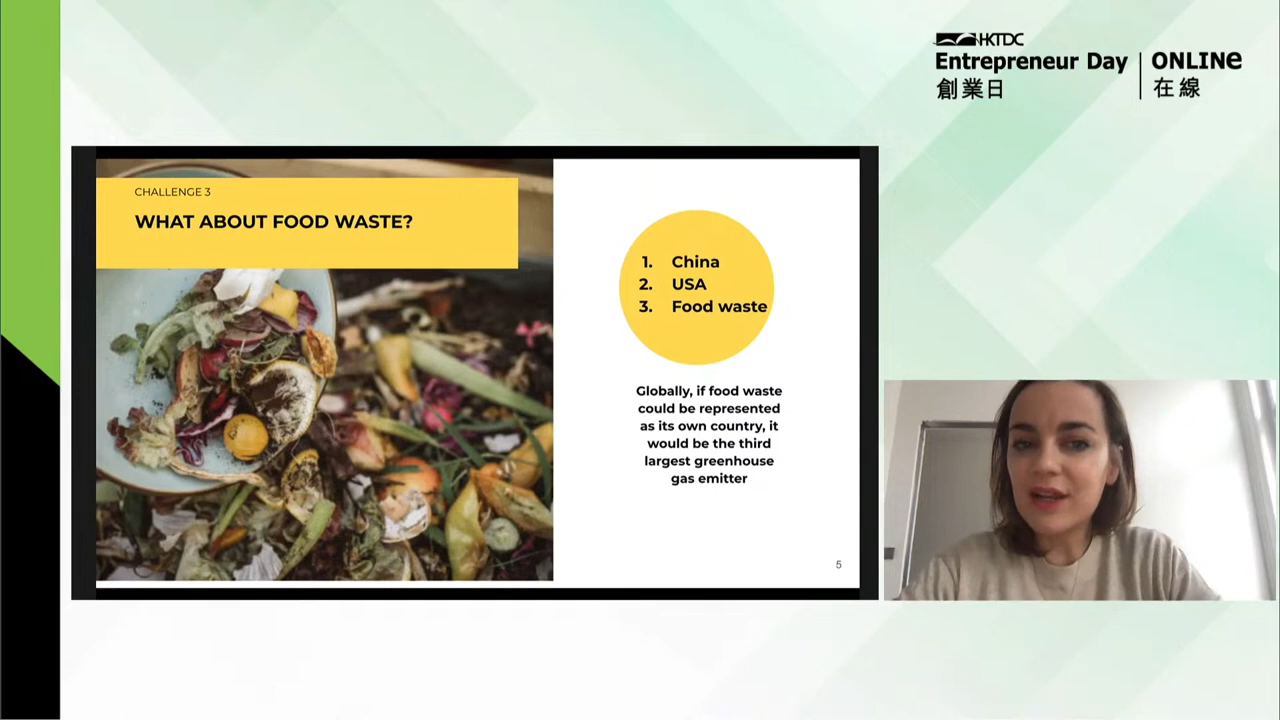 HKTDC
Entrepreneur Day
創業日
ONLINe
在線
CHALLENGE 3
WHAT ABOUT FOOD WASTE?
1. China
2. USA
3. Food waste
Globally, if food waste
could be represented
as its own country, it
would be the third
largest greenhouse
gas emitter
5